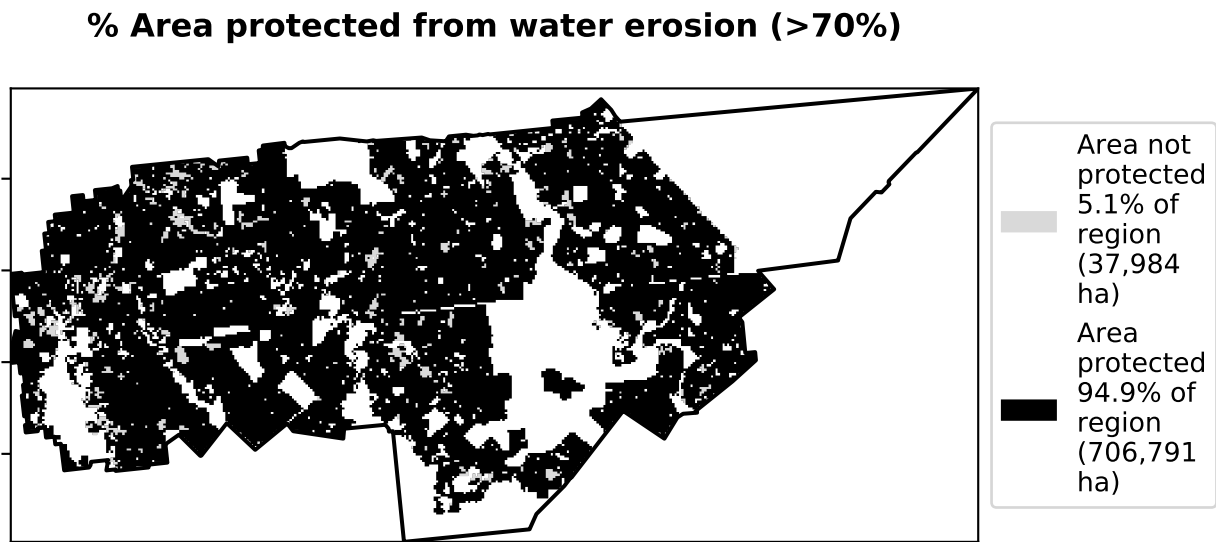 % Area protected from water erosion (>70%)
Area not
protected
5.1% of
region
(37,984
ha)
Area
protected
94.9% of
region
(706,791
ha)